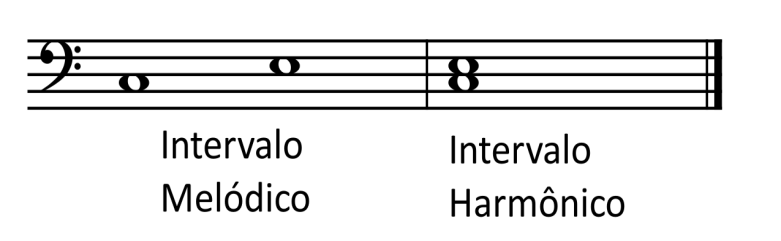 Intervalo
Melódico
Intervalo
Harmônico